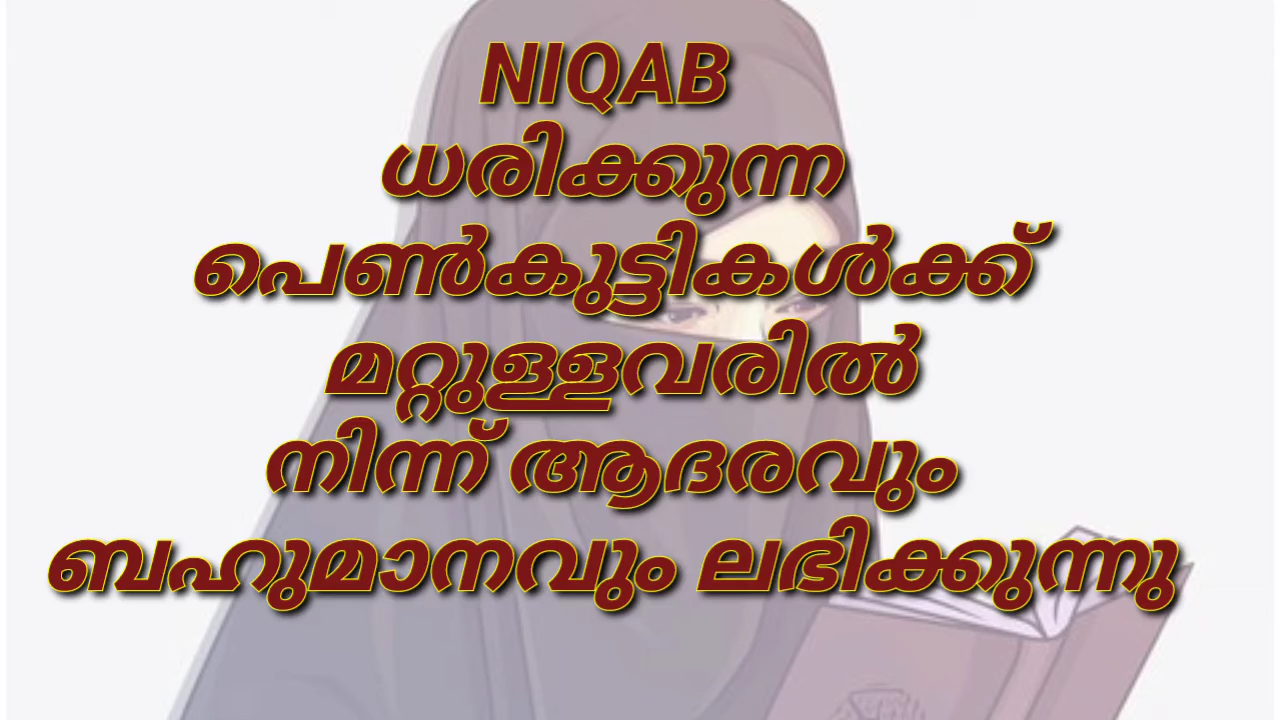 NIQAB
ധരിക്കുന്ന
പെൺകുട്ടികൾക്ക്
മറ്റുള്ളവരിൽ
നിന്ന് ആദരവും
ബഹുമാനവും ലഭിക്കുന്നു